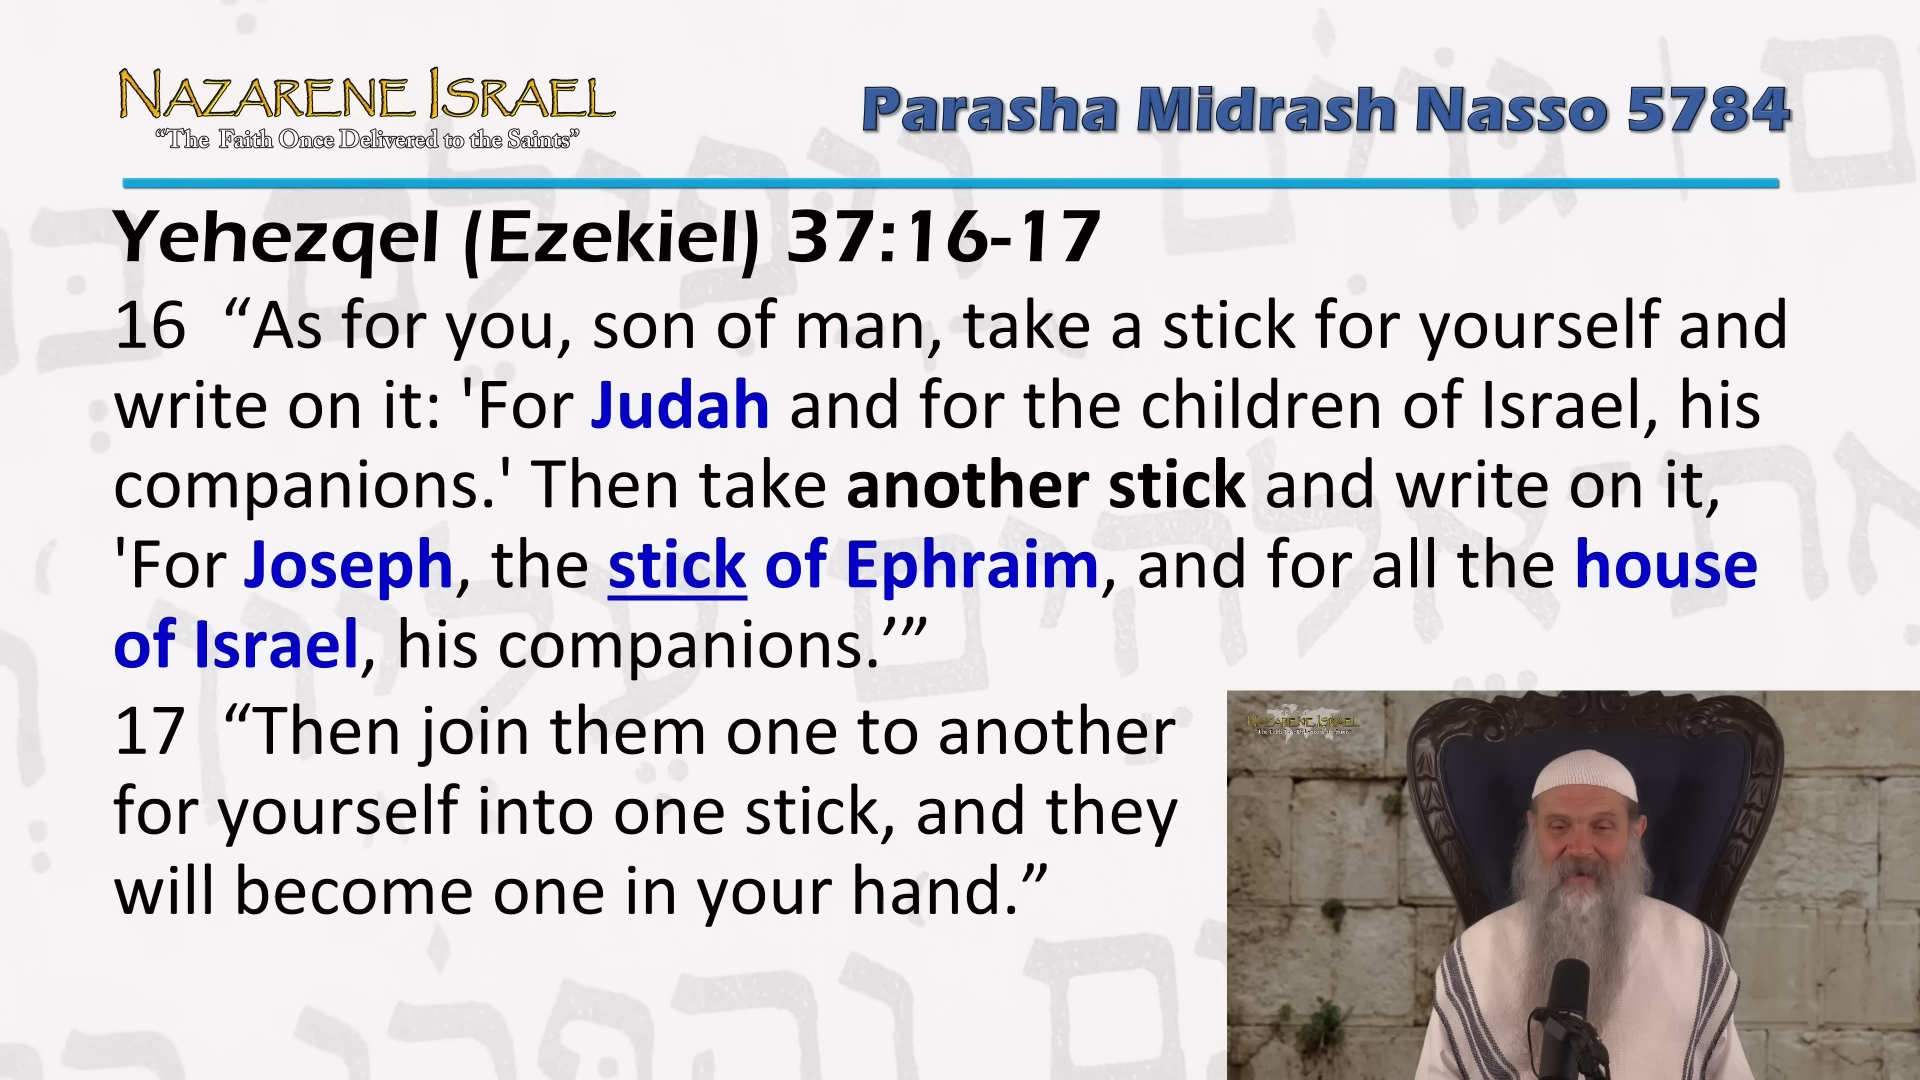 NAZARENE ISRAEL
“The Faith Once Delivered to the Saints”
Parasha Midrash Nasso 5784
Yehezqel (Ezekiel) 37:16-17
16 “As for you, son of man, take a stick for yourself and
write on it: 'For Judah and for the children of Israel, his
companions.' Then take another stick and write on it,
'For Joseph, the stick of Ephraim, and for all the house
of Israel, his companions.’”
17 “Then join them one to another
for yourself into one stick, and they
will become one in your hand.”
NAZARENE ISRAEL